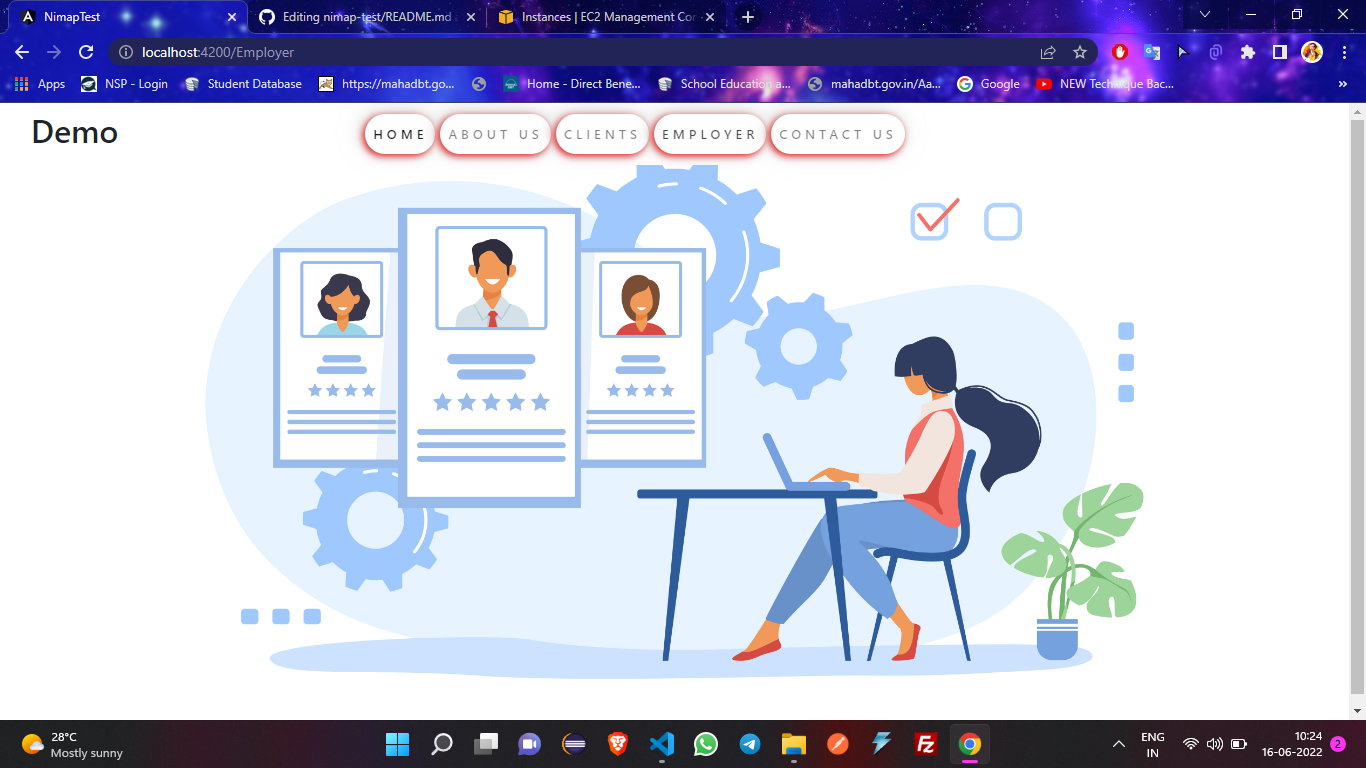 NimapTest
Editing nimap-test/README.md
Instances | EC2 Management Con
localhost:4200/Employer
Apps
NSP - Login
Student Database
https://mahadbt.go...
Home - Direct Bene...
School Education a...
mahadbt.gov.in/Aa...
Google
NEW Technique Bac...
»
Demo
HOME
ABOUT US
CLIENTS
EMPLOYER
CONTACT US
28°C
Mostly sunny
ENG
IN
10:24
16-06-2022
2